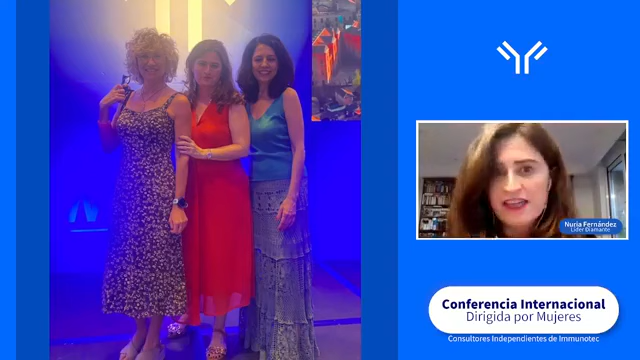 Nuria Fernández
Líder Diamante
Conferencia Internacional
Dirigida por Mujeres
Consultores Independientes de Immunotec